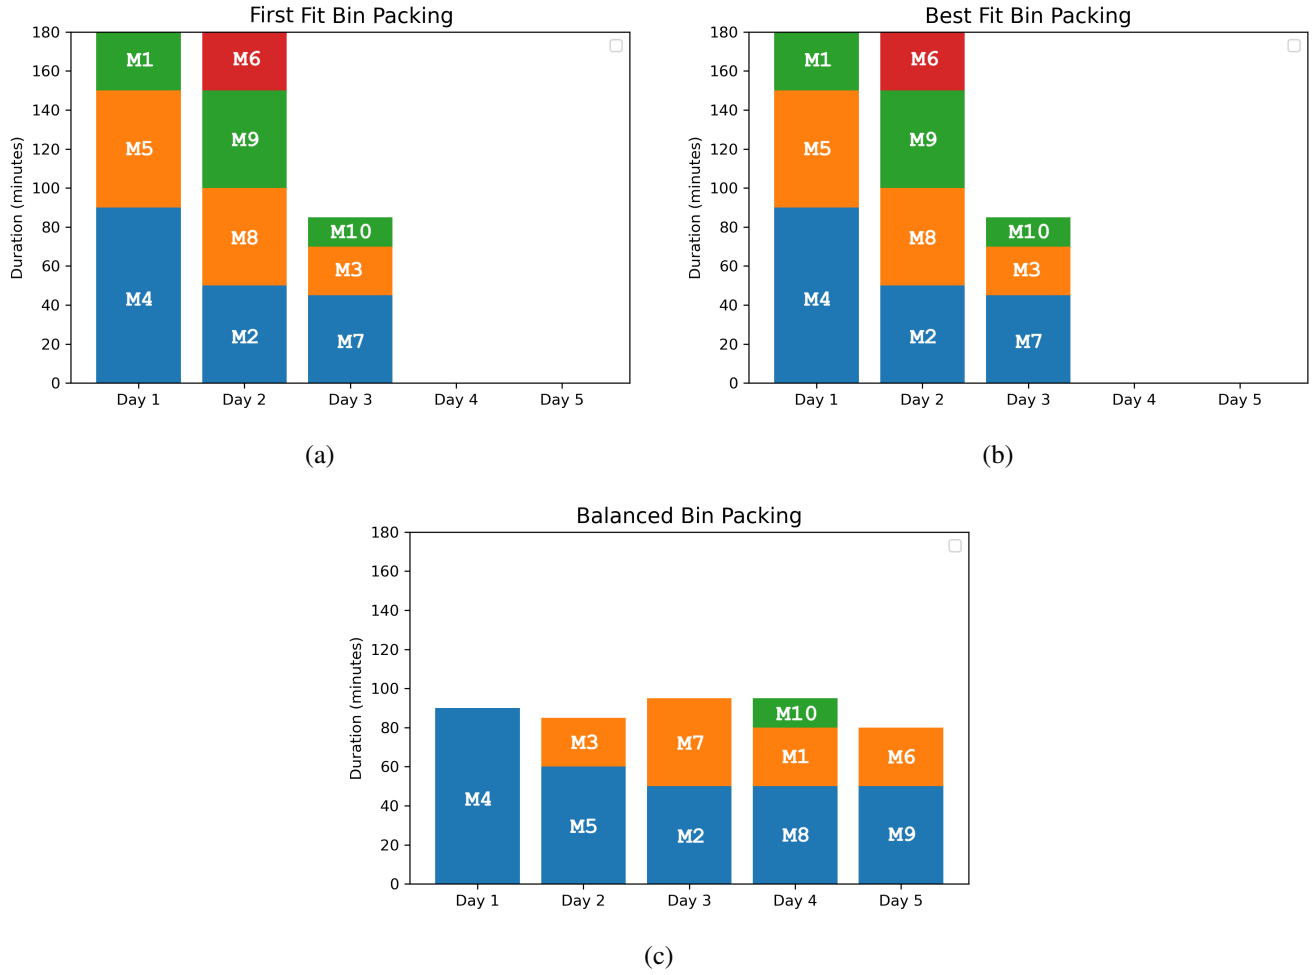 First Fit Bin Packing
180
160
140
120
100
80
60
40
20
0
Duration (minutes)
M1
M5
M4
M6
M9
M8
M2
M10
M3
M7
Day 1 Day 2 Day 3 Day 4 Day 5
(a)
Best Fit Bin Packing
180
160
140
120
100
80
60
40
20
0
Duration (minutes)
M1
M5
M4
M6
M9
M8
M2
M10
M3
M7
Day 1 Day 2 Day 3 Day 4 Day 5
(b)
Balanced Bin Packing
180
160
140
120
100
80
60
40
20
0
Duration (minutes)
M4
M3
M5
M7
M2
M10
M1
M8
M6
M9
Day 1 Day 2 Day 3 Day 4 Day 5
(c)